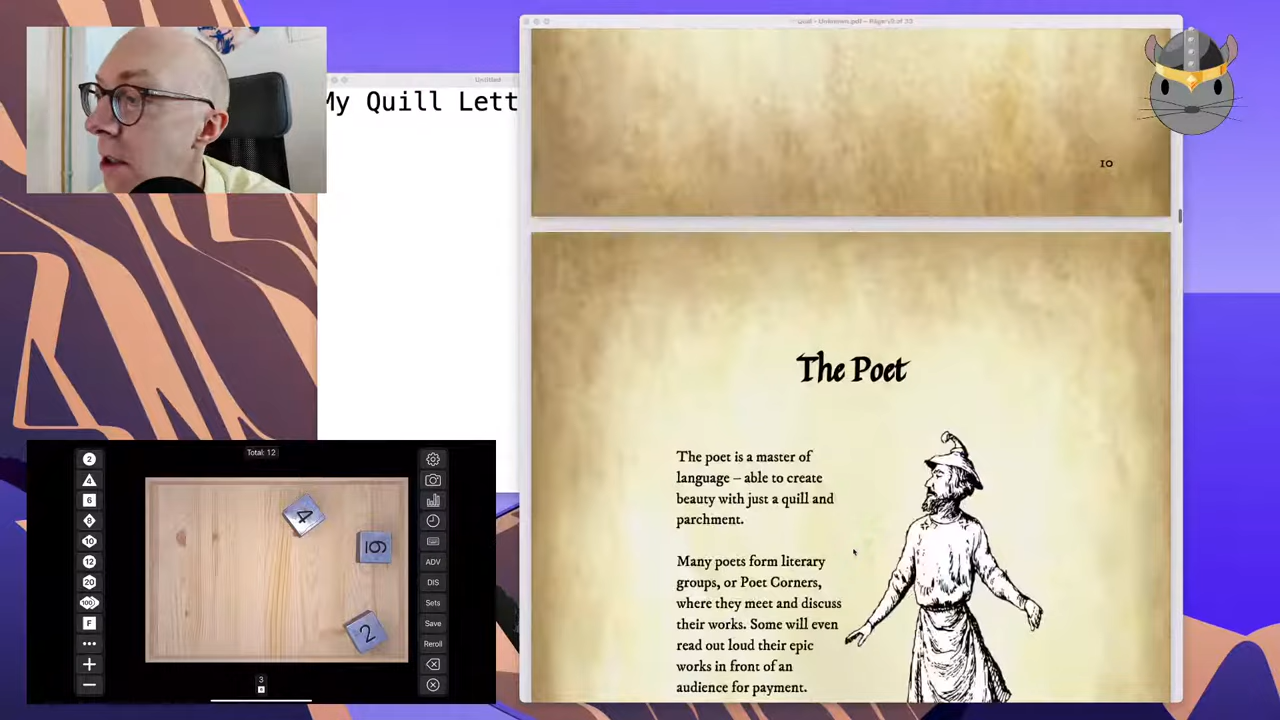 Untitled
My Quill Lett
10
The Poet
The poet is a master of
language – able to create
beauty with just a quill and
parchment.
Many poets form literary
groups, or Poet Corners,
where they meet and discuss
their works. Some will even
read out loud their epic
works in front of an
audience for payment.
Total: 12
2
4
6
8
10
12
20
100
F
ADV
DIS
Sets
Save
Reroll
4
6
2
3